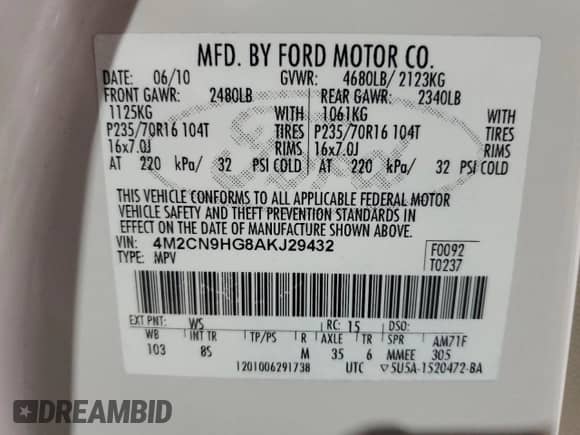 MFD. BY FORD MOTOR CO.
DATE: 06/10 GVWR: 4680LB/ 2123KG
FRONT GAWR: 2480LB REAR GAWR: 2340LB
1125KG WITH 1061KG WITH
P235/70R16 104T TIRES P235/70R16 104T TIRES
16x7.0J RIMS 16x7.0J RIMS
AT 220 kPa/ 32 PSI COLD AT 220 kPa/ 32 PSI COLD
THIS VEHICLE CONFORMS TO ALL APPLICABLE FEDERAL MOTOR
VEHICLE SAFETY AND THEFT PREVENTION STANDARDS IN
EFFECT ON THE DATE OF MANUFACTURE SHOWN ABOVE.
VIN: 4M2CN9HG8AKJ29432 F0092
TYPE: MPV T0237
EXT PNT: WS RC: 15 DSO:
WB INT TR TP/PS R AXLE TR SPR AM71F
103 8S M 35 6 MMEE 305
1201006291738 UTC ▽5U5A-1520472-BA
Ford
DREAMBID